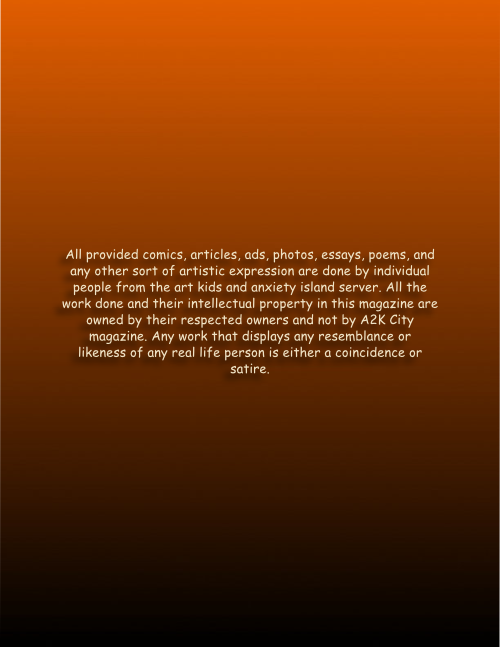 All provided comics, articles, ads, photos, essays, poems, and
any other sort of artistic expression are done by individual
people from the art kids and anxiety island server. All the
work done and their intellectual property in this magazine are
owned by their respected owners and not by A2K City
magazine. Any work that displays any resemblance or
likeness of any real life person is either a coincidence or
satire.